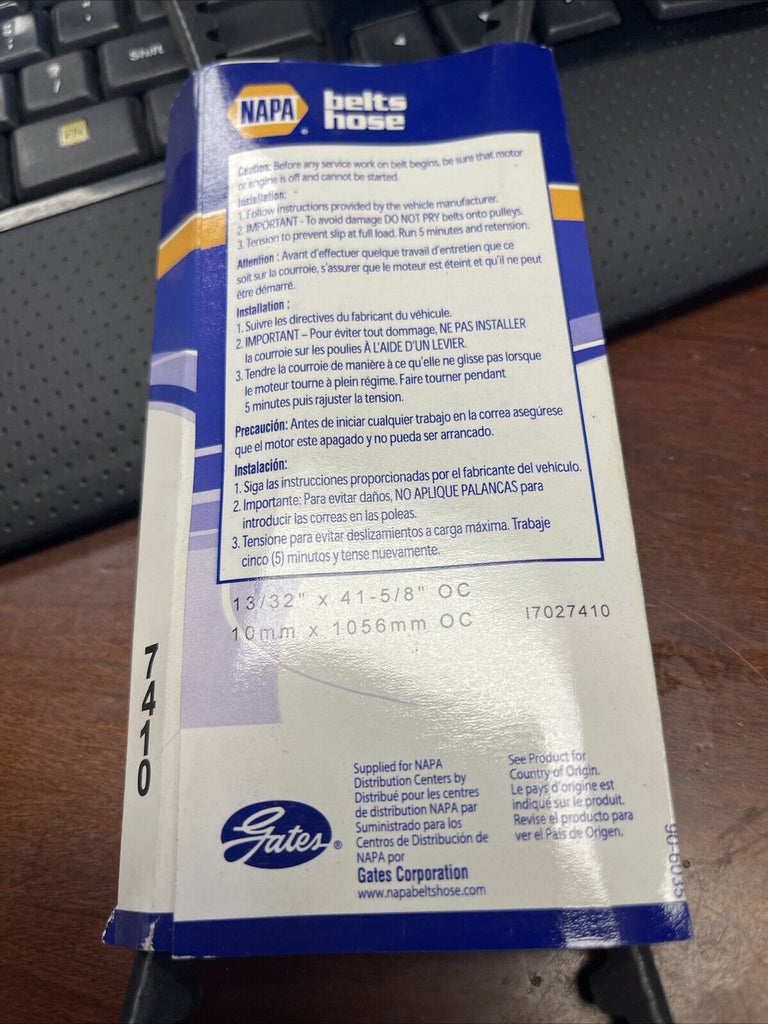 Shift
?
/
NAPA
belts
hose
Caution: Before any service work on belt begins, be sure that motor
or engine is off and cannot be started.
Installation:
1. Follow instructions provided by the vehicle manufacturer.
2. IMPORTANT - To avoid damage DO NOT PRY belts onto pulleys.
3. Tension to prevent slip at full load. Run 5 minutes and retension.
Attention : Avant d'effectuer quelque travail d'entretien que ce
soit sur la courroie, s'assurer que le moteur est éteint et qu'il ne peut
être démarré.
Installation :
1. Suivre les directives du fabricant du véhicule.
2. IMPORTANT – Pour éviter tout dommage, NE PAS INSTALLER
la courroie sur les poulies À L'AIDE D'UN LEVIER.
3. Tendre la courroie de manière à ce qu'elle ne glisse pas lorsque
le moteur tourne à plein régime. Faire tourner pendant
5 minutes puis rajuster la tension.
Precaución: Antes de iniciar cualquier trabajo en la correa asegúrese
que el motor este apagado y no pueda ser arrancado.
Instalación:
1. Siga las instrucciones proporcionadas por el fabricante del vehículo.
2. Importante: Para evitar daños, NO APLIQUE PALANCAS para
introducir las correas en las poleas.
3. Tensione para evitar deslizamientos a carga máxima. Trabaje
cinco (5) minutos y tense nuevamente.
13/32" x 41-5/8" OC
10mm x 1056mm OC
17027410
7410
Gates®
Supplied for NAPA
Distribution Centers by
Distribué pour les centres
de distribution NAPA par
Suministrado para los
Centros de Distribución de
NAPA por
Gates Corporation
www.napabeltshose.com
See Product for
Country of Origin.
Le pays d'origine est
indiqué sur le produit.
Revise el producto para
ver el País de Origen.
90-6035